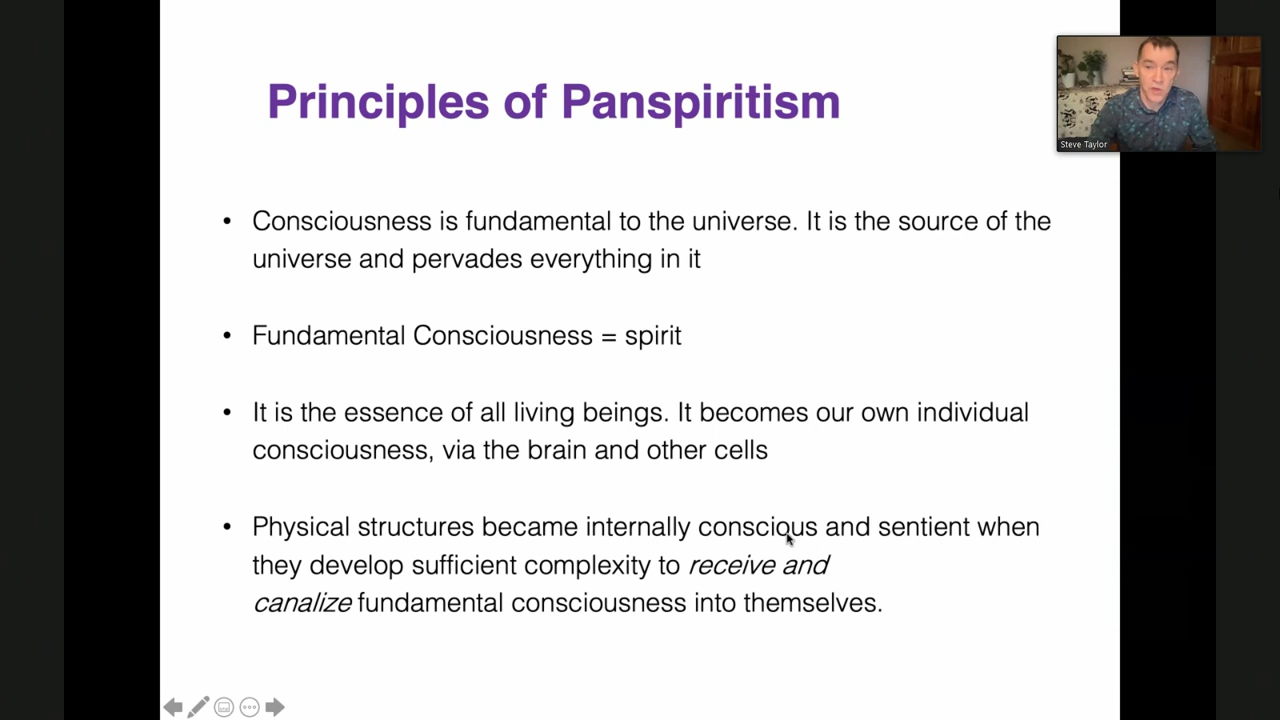 Principles of Panspiritism
Steve Taylor
• Consciousness is fundamental to the universe. It is the source of the
universe and pervades everything in it
• Fundamental Consciousness = spirit
• It is the essence of all living beings. It becomes our own individual
consciousness, via the brain and other cells
• Physical structures became internally conscious and sentient when
they develop sufficient complexity to receive and
canalize fundamental consciousness into themselves.